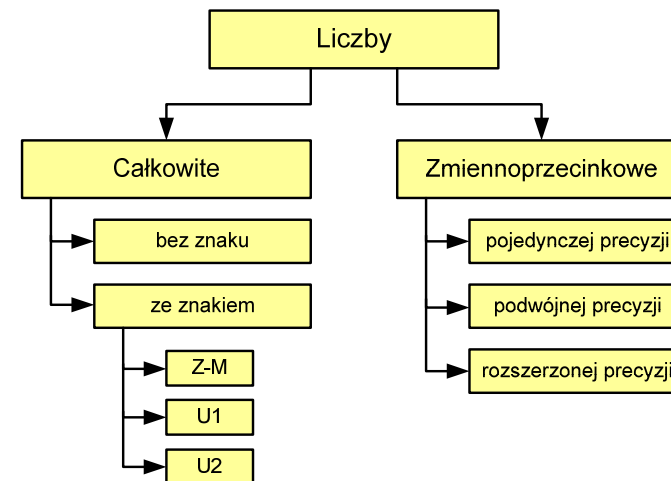 Liczby
Całkowite
Zmiennoprzecinkowe
bez znaku
ze znakiem
Z-M
U1
U2
pojedynczej precyzji
podwójnej precyzji
rozszerzonej precyzji